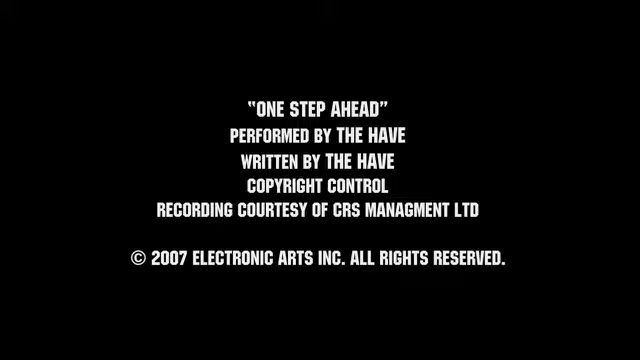 "ONE STEP AHEAD"
PERFORMED BY THE HAVE
WRITTEN BY THE HAVE
COPYRIGHT CONTROL
RECORDING COURTESY OF CRS MANAGMENT LTD
© 2007 ELECTRONIC ARTS INC. ALL RIGHTS RESERVED.